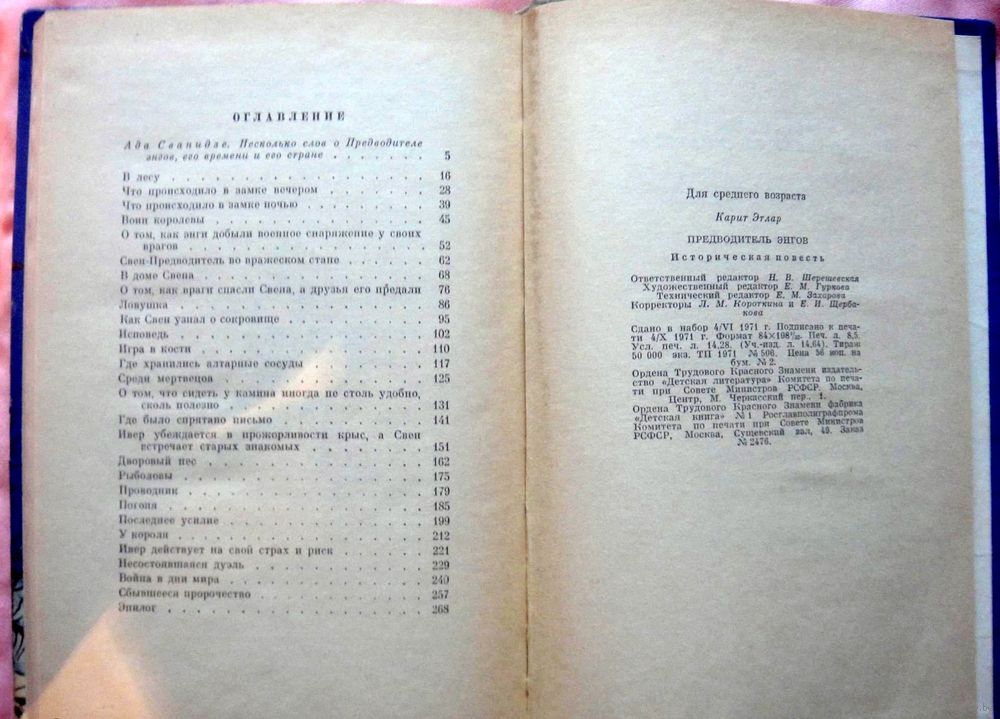 ОГЛАВЛЕНИЕ
Ада Сванидзе. Несколько слов о Предводителе
энгов, его времени и его стране . . . . . . . 5
В лесу . . . . . . . . . . . . . . . . . 16
Что происходило в замке вечером . . . . . . . 28
Что происходило в замке ночью . . . . . . . . 39
Воин королевы . . . . . . . . . . . . . . 45
О том, как энги добыли военное снаряжение у своих
врагов . . . . . . . . . . . . . . . . 52
Свен-Предводитель во вражеском стане . . . . . . 62
В доме Свена . . . . . . . . . . . . . . 68
О том, как враги спасли Свена, а друзья его предали 76
Ловушка . . . . . . . . . . . . . . . . 86
Как Свен узнал о сокровище . . . . . . . . . 95
Исповедь . . . . . . . . . . . . . . . . 102
Игра в кости . . . . . . . . . . . . . . 110
Где хранились алтарные сосуды . . . . . . . . 117
Среди мертвецов . . . . . . . . . . . . . 125
О том, что сидеть у камина иногда не столь удобно,
сколь полезно . . . . . . . . . . . . . 131
Где было спрятано письмо . . . . . . . . . . 141
Ивер убеждается в прожорливости крыс, а Свен
встречает старых знакомых . . . . . . . . 151
Дворовый пес . . . . . . . . . . . . . . 162
Рыболовы . . . . . . . . . . . . . . . . 175
Проводник . . . . . . . . . . . . . . . 179
Погоня . . . . . . . . . . . . . . . . . 185
Последнее усилие . . . . . . . . . . . . . 199
У короля . . . . . . . . . . . . . . . . 212
Ивер действует на свой страх и риск . . . . . . 221
Несостоявшаяся дуэль . . . . . . . . . . . 229
Война в дни мира . . . . . . . . . . . . . 240
Сбывшееся пророчество . . . . . . . . . . . 257
Эпилог . . . . . . . . . . . . . . . . . 268
Для среднего возраста
Карит Этлар
ПРЕДВОДИТЕЛЬ ЭНГОВ
Историческая повесть
Ответственный редактор Н. В. Шерешевская
Художественный редактор Е. М. Гуркова
Технический редактор Е. М. Захарова
Корректоры Л. М. Короткина и Е. И. Щерба-
кова
Сдано в набор 4/VI 1971 г. Подписано к печа-
ти 4/X 1971 г. Формат 84×108¹/₃₂. Печ. л. 8,5.
Усл. печ. л. 14,28. (Уч.-изд. л. 14,64). Тираж
50 000 экз. ТП 1971 № 506. Цена 56 коп. на
бум. № 2.
Ордена Трудового Красного Знамени издатель-
ство «Детская литература» Комитета по печа-
ти при Совете Министров РСФСР. Москва,
Центр, М. Черкасский пер., 1.
Ордена Трудового Красного Знамени фабрика
«Детская книга» № 1 Росглавполиграфпрома
Комитета по печати при Совете Министров
РСФСР, Москва, Сущевский вал, 49. Заказ
№ 2476.